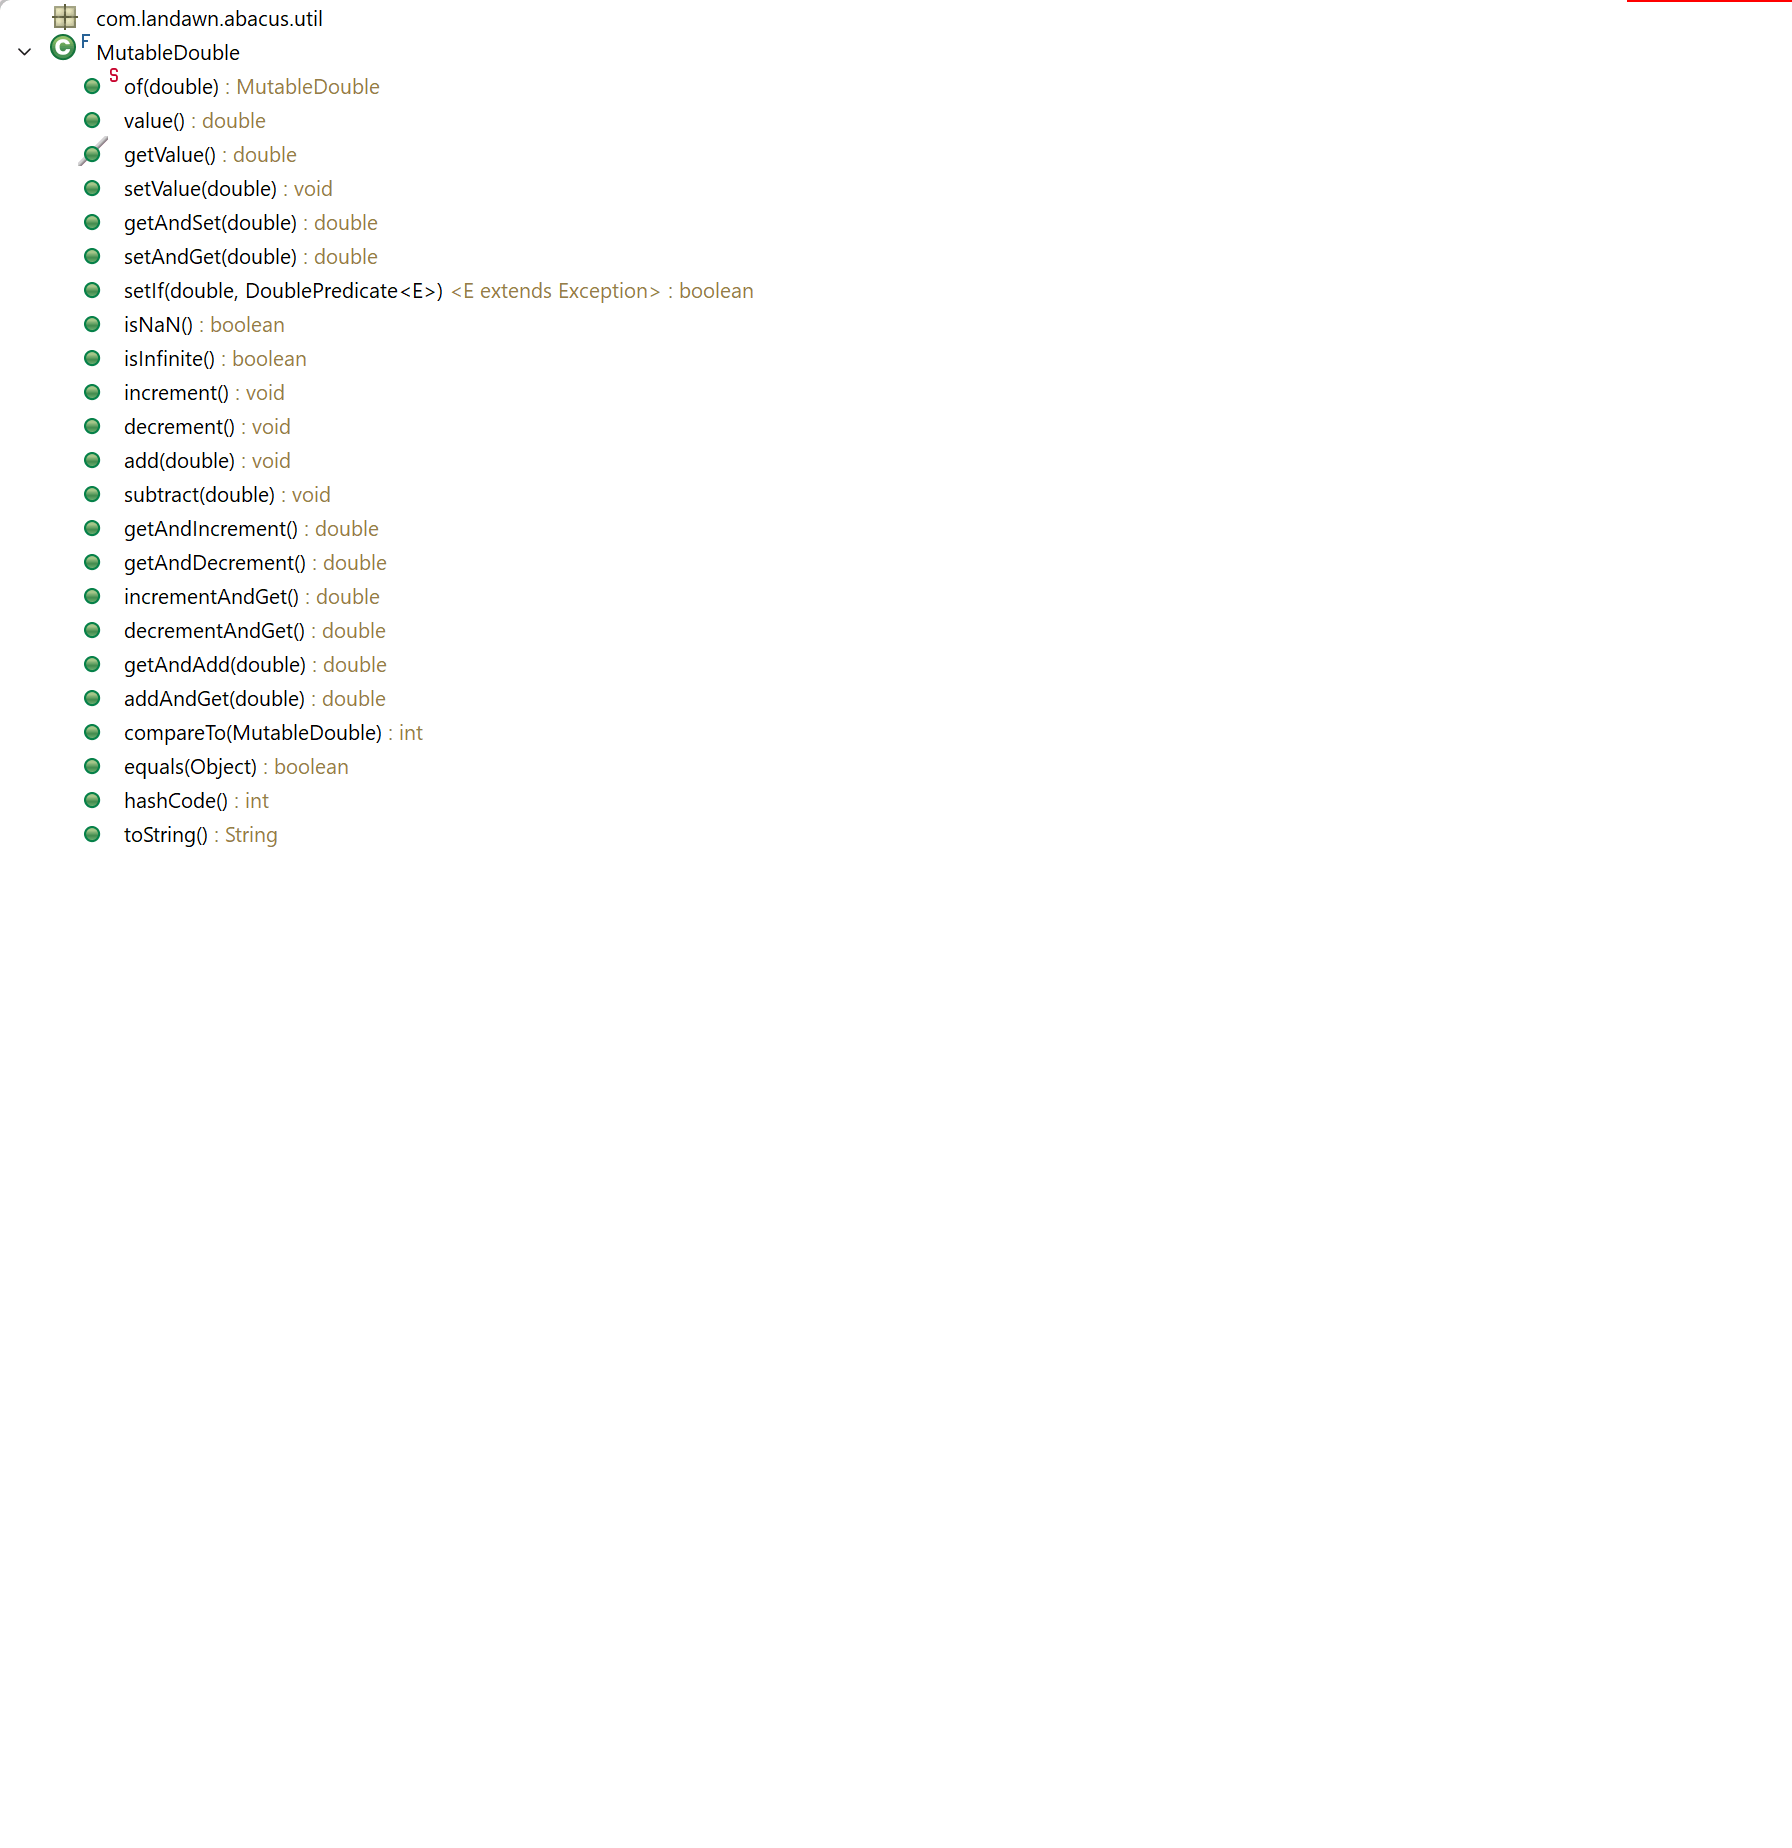 com.landawn.abacus.util
C F MutableDouble
S of(double) : MutableDouble
value() : double
getValue() : double
setValue(double) : void
getAndSet(double) : double
setAndGet(double) : double
setIf(double, DoublePredicate<E>) <E extends Exception> : boolean
isNaN() : boolean
isInfinite() : boolean
increment() : void
decrement() : void
add(double) : void
subtract(double) : void
getAndIncrement() : double
getAndDecrement() : double
incrementAndGet() : double
decrementAndGet() : double
getAndAdd(double) : double
addAndGet(double) : double
compareTo(MutableDouble) : int
equals(Object) : boolean
hashCode() : int
toString() : String